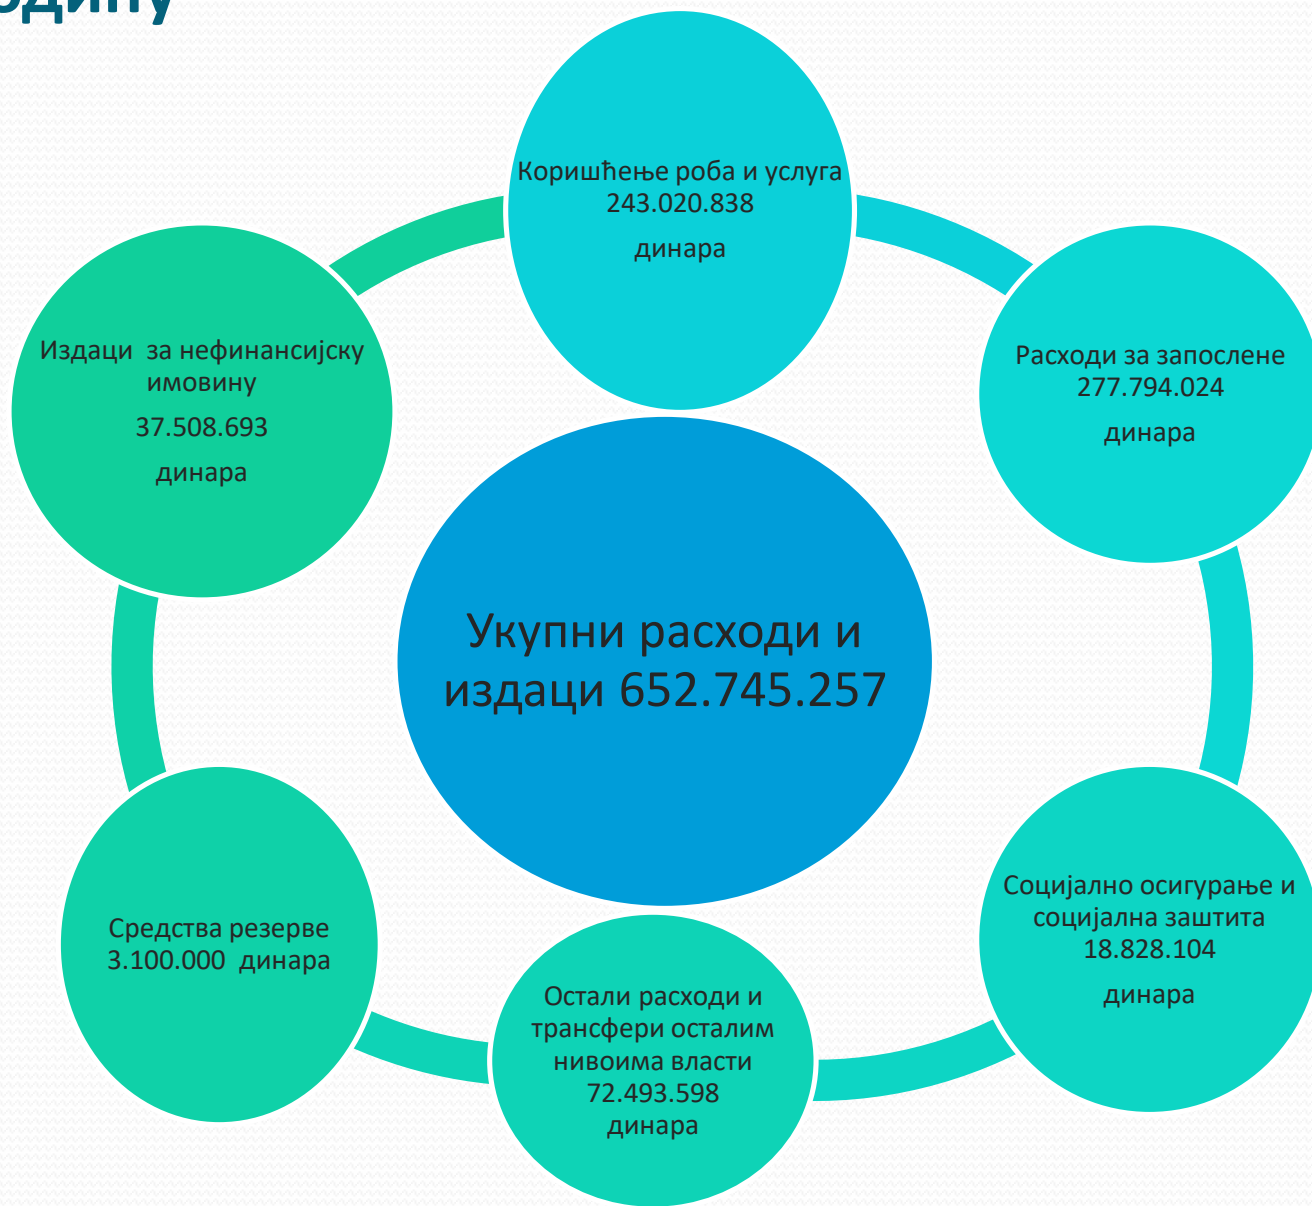 Коришћење роба и услуга
243.020.838
динара
Расходи за запослене
277.794.024
динара
Социјално осигурање и
социјална заштита
18.828.104
динара
Остали расходи и
трансфери осталим
нивоима власти
72.493.598
динара
Средства резерве
3.100.000 динара
Издаци за нефинансијску
имовину
37.508.693
динара
Укупни расходи и
издаци 652.745.257